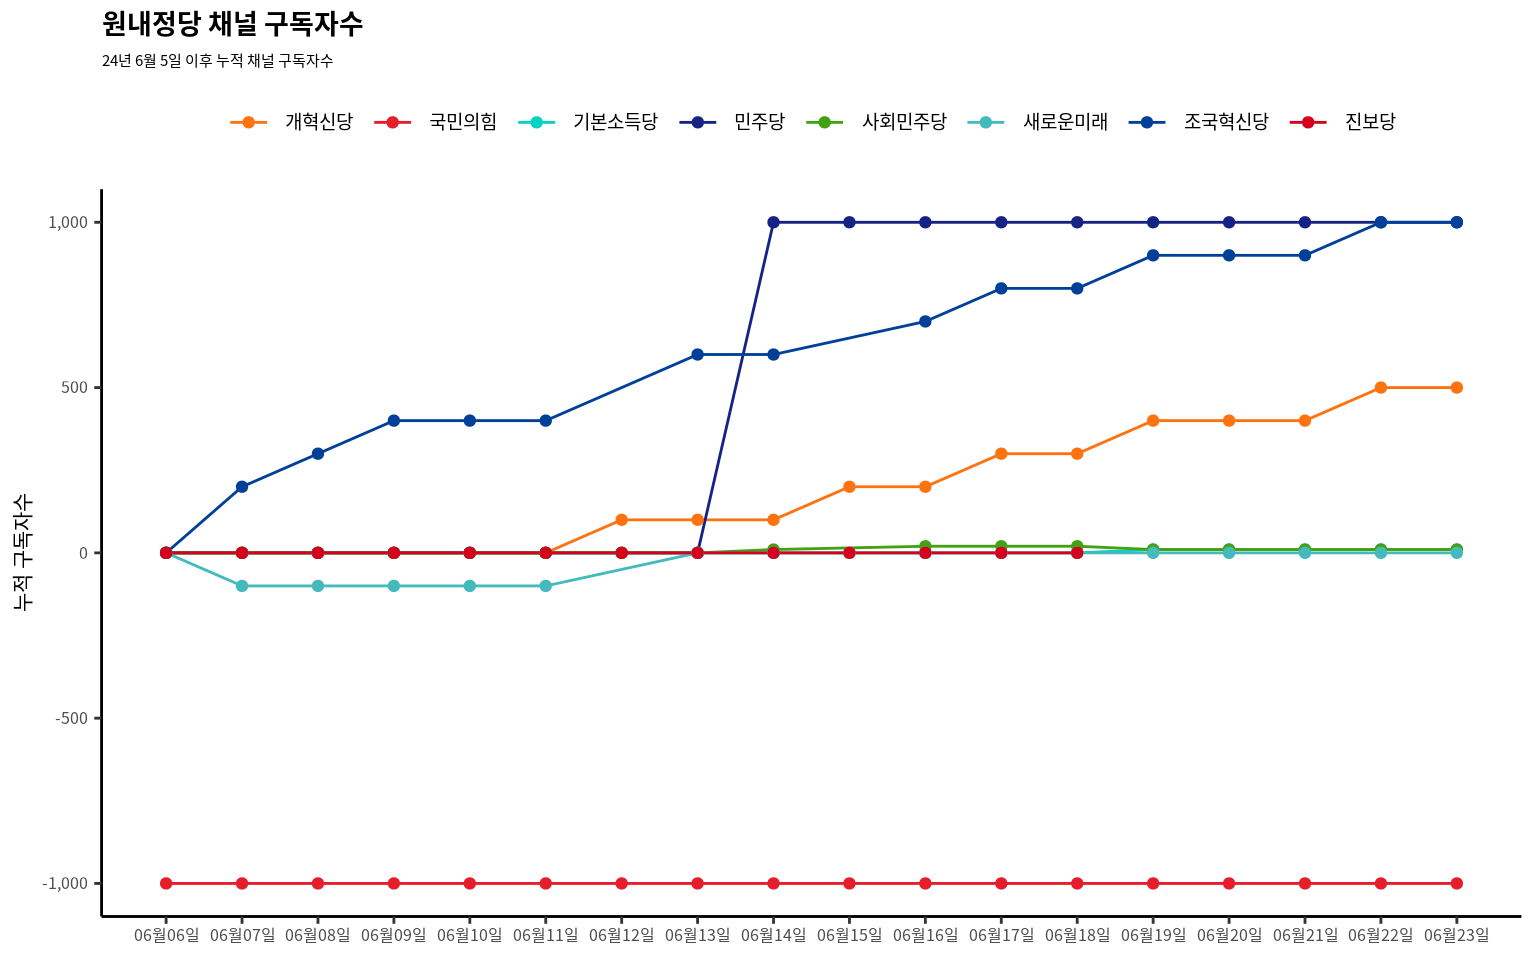 원내정당 채널 구독자수
24년 6월 5일 이후 누적 채널 구독자수
개혁신당 국민의힘 기본소득당 민주당 사회민주당 새로운미래 조국혁신당 진보당
누적 구독자수
1,000
500
0
-500
-1,000
06월06일 06월07일 06월08일 06월09일 06월10일 06월11일 06월12일 06월13일 06월14일 06월15일 06월16일 06월17일 06월18일 06월19일 06월20일 06월21일 06월22일 06월23일